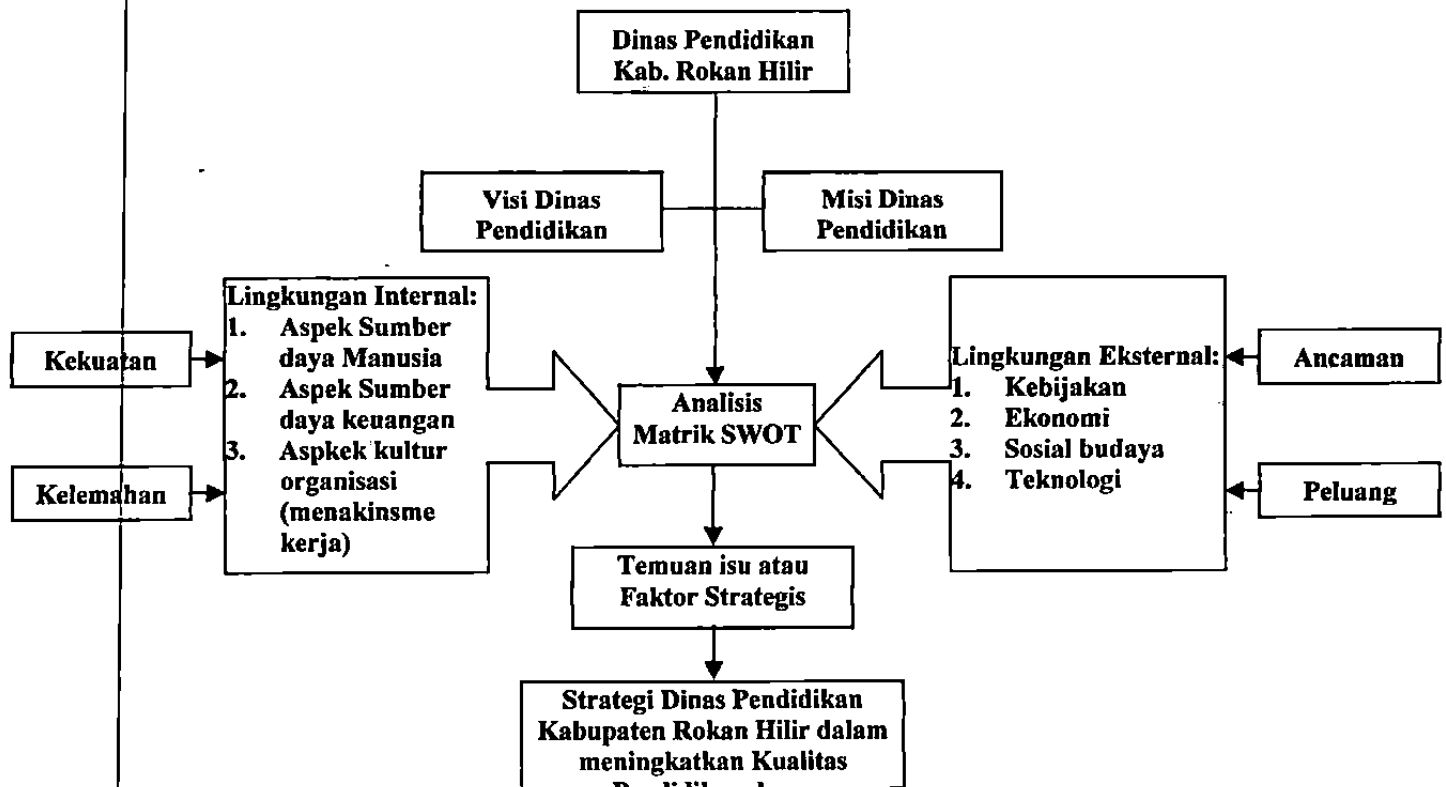 Dinas Pendidikan
Kab. Rokan Hilir
Visi Dinas
Pendidikan
Misi Dinas
Pendidikan
Kekuatan
Kelemahan
Lingkungan Internal:
1. Aspek Sumber
daya Manusia
2. Aspek Sumber
daya keuangan
3. Aspkek kultur
organisasi
(menakinsme
kerja)
Analisis
Matrik SWOT
Lingkungan Eksternal:
1. Kebijakan
2. Ekonomi
3. Sosial budaya
4. Teknologi
Ancaman
Peluang
Temuan isu atau
Faktor Strategis
Strategi Dinas Pendidikan
Kabupaten Rokan Hilir dalam
meningkatkan Kualitas